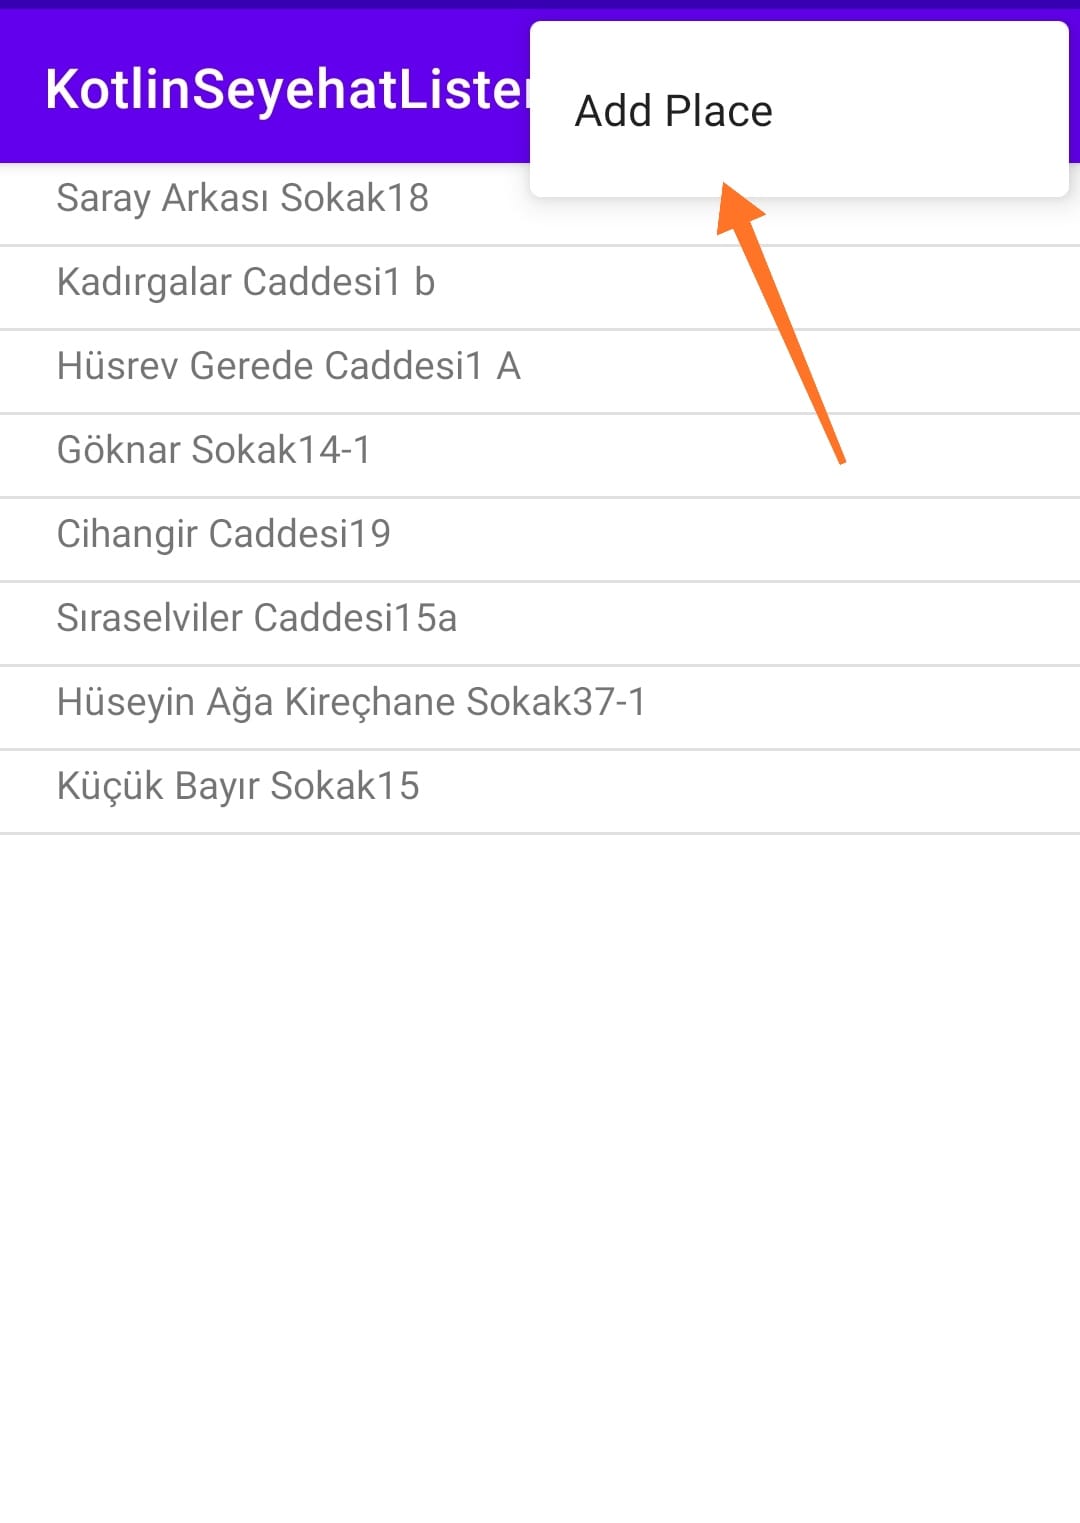 KotlinSeyehatListe
Add Place
Saray Arkası Sokak18
Kadırgalar Caddesi1 b
Hüsrev Gerede Caddesi1 A
Göknar Sokak14-1
Cihangir Caddesi19
Sıraselviler Caddesi15a
Hüseyin Ağa Kireçhane Sokak37-1
Küçük Bayır Sokak15